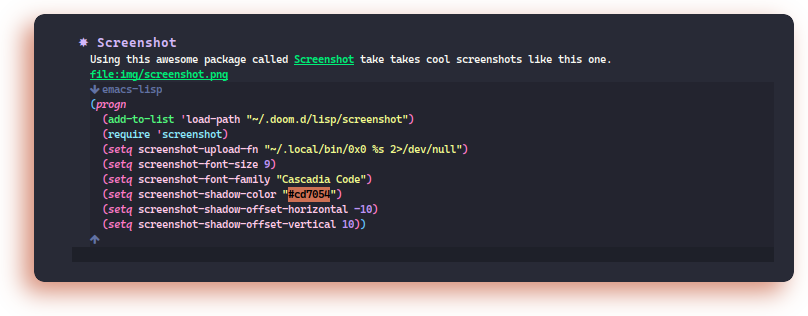 Screenshot
Using this awesome package called Screenshot take takes cool screenshots like this one.
file:img/screenshot.png
emacs-lisp
(progn
(add-to-list 'load-path "~/.doom.d/lisp/screenshot")
(require 'screenshot)
(setq screenshot-upload-fn "~/.local/bin/0x0 %s 2>/dev/null")
(setq screenshot-font-size 9)
(setq screenshot-font-family "Cascadia Code")
(setq screenshot-shadow-color "#cd7054")
(setq screenshot-shadow-offset-horizontal -10)
(setq screenshot-shadow-offset-vertical 10))